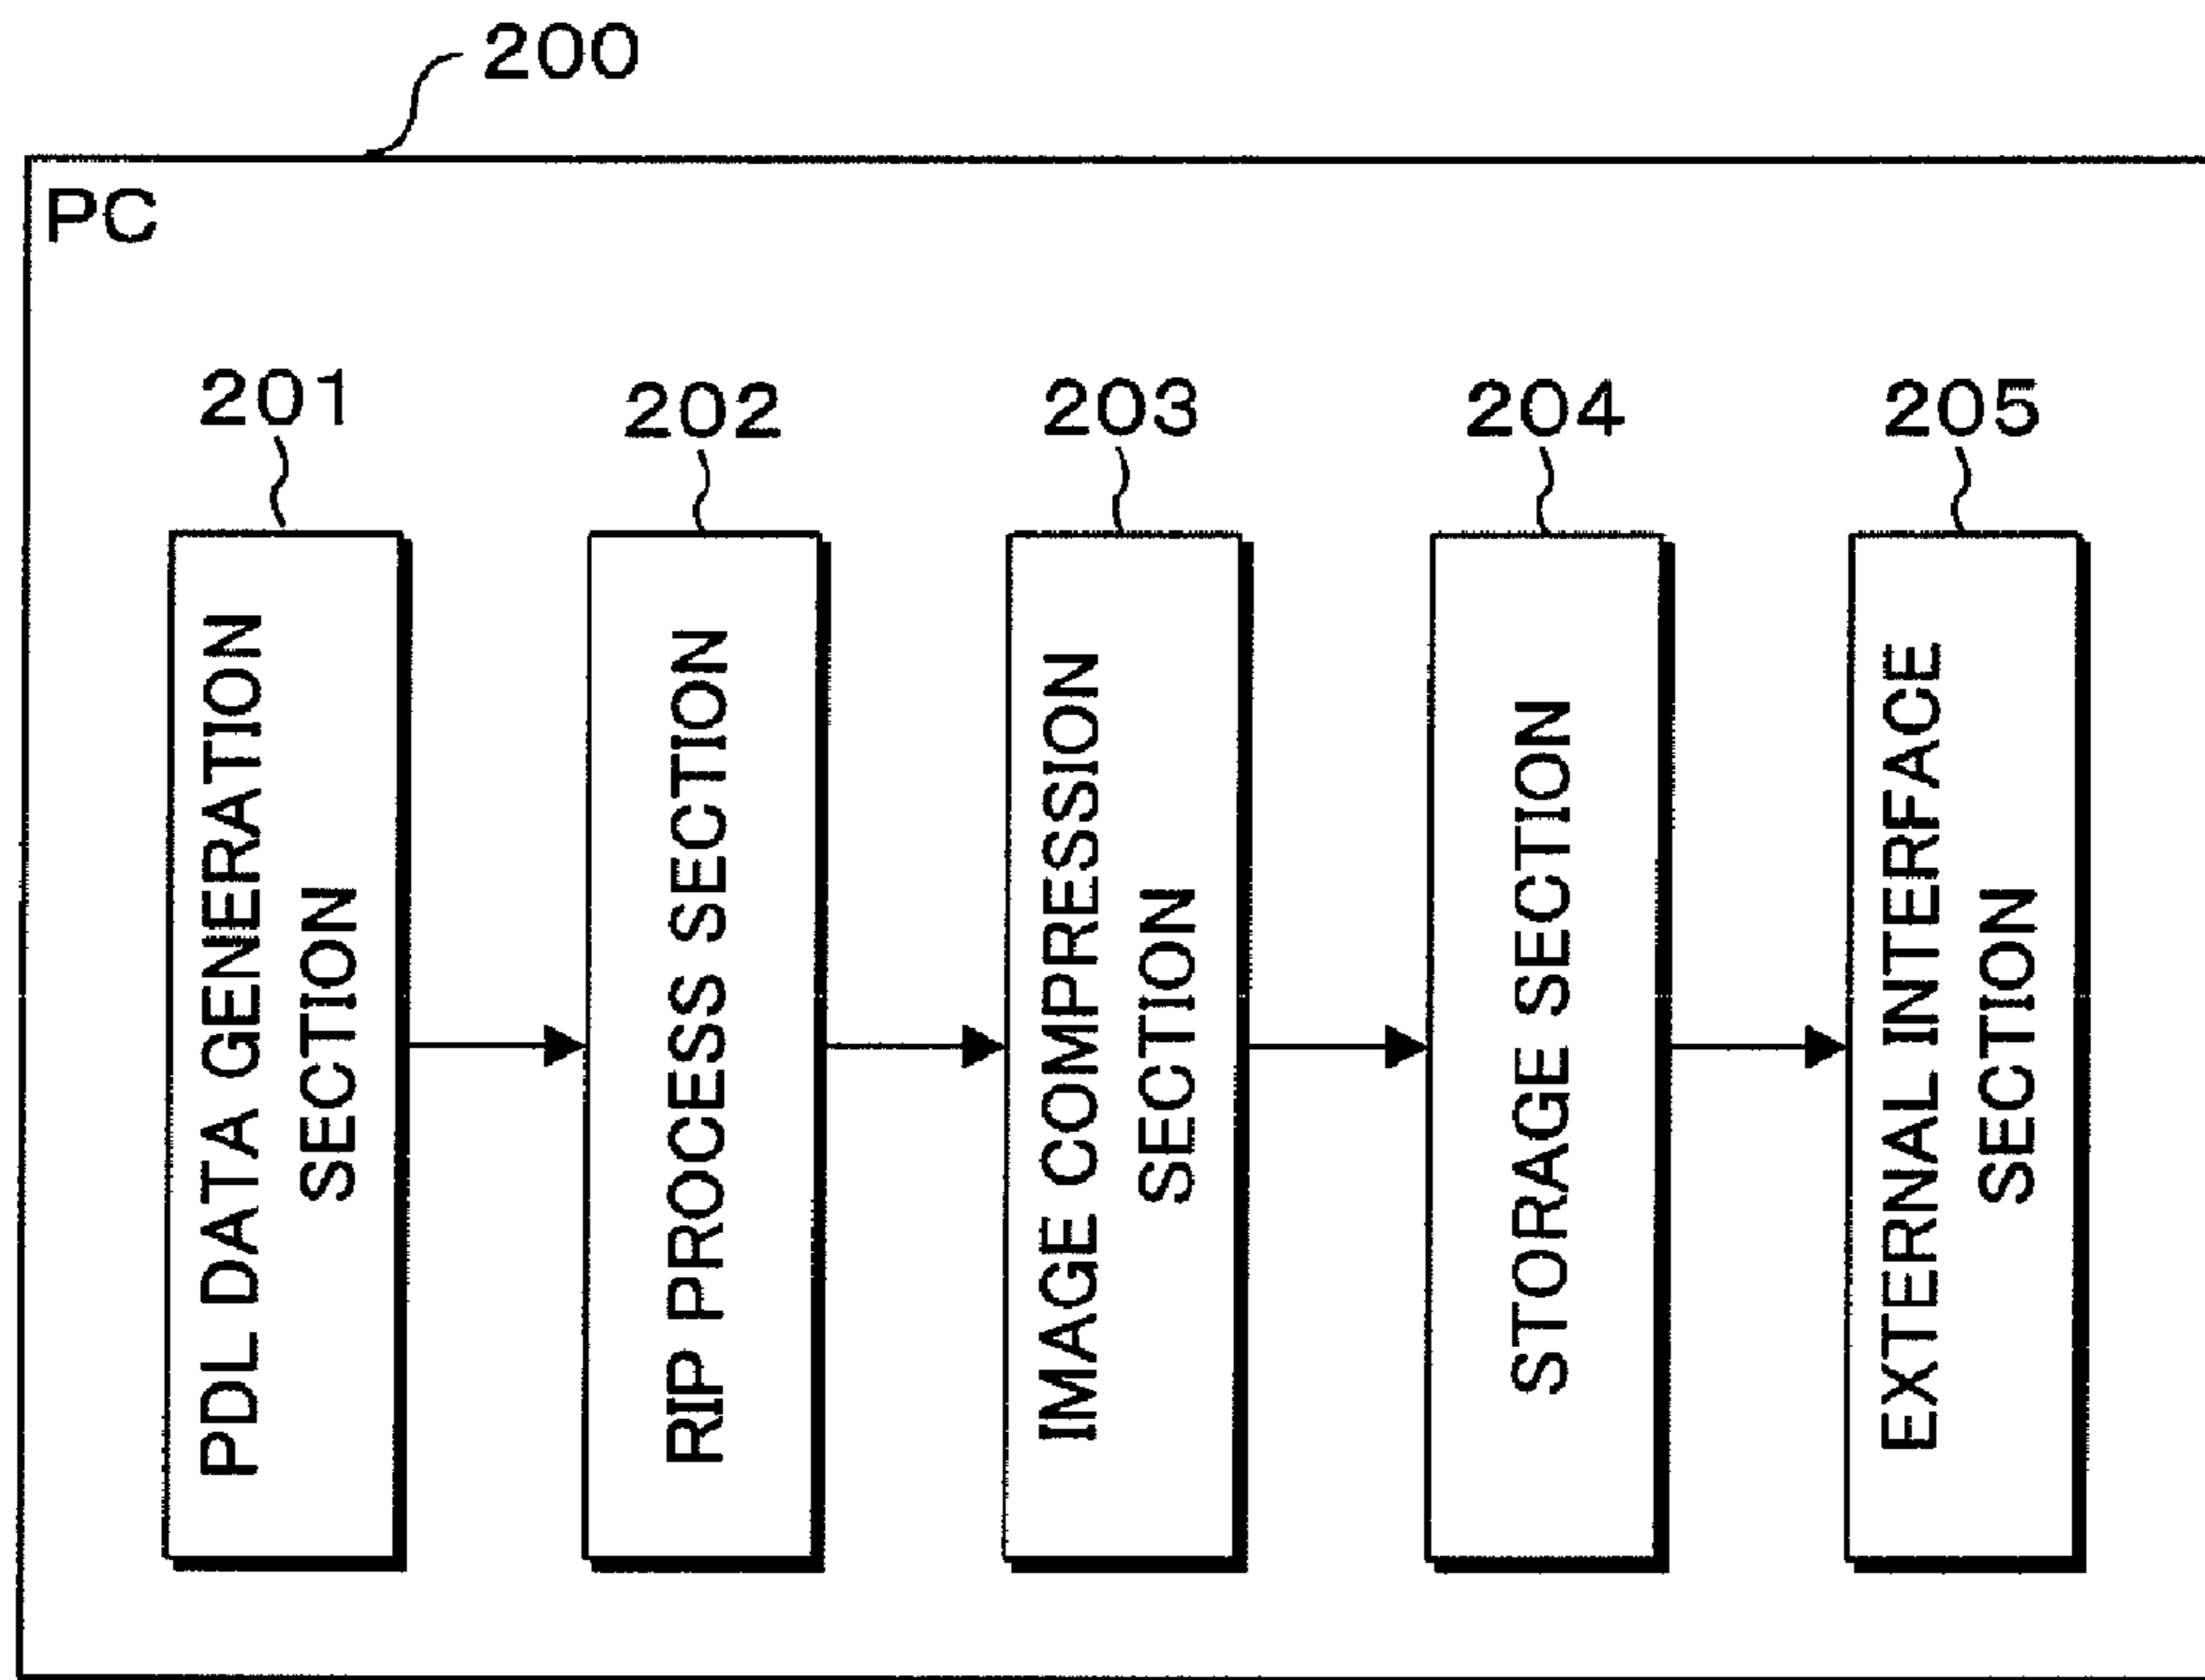 200
PC
201
202
203
204
205
PDL DATA GENERATION
SECTION
RIP PROCESS SECTION
IMAGE COMPRESSION
SECTION
STORAGE SECTION
EXTERNAL INTERFACE
SECTION